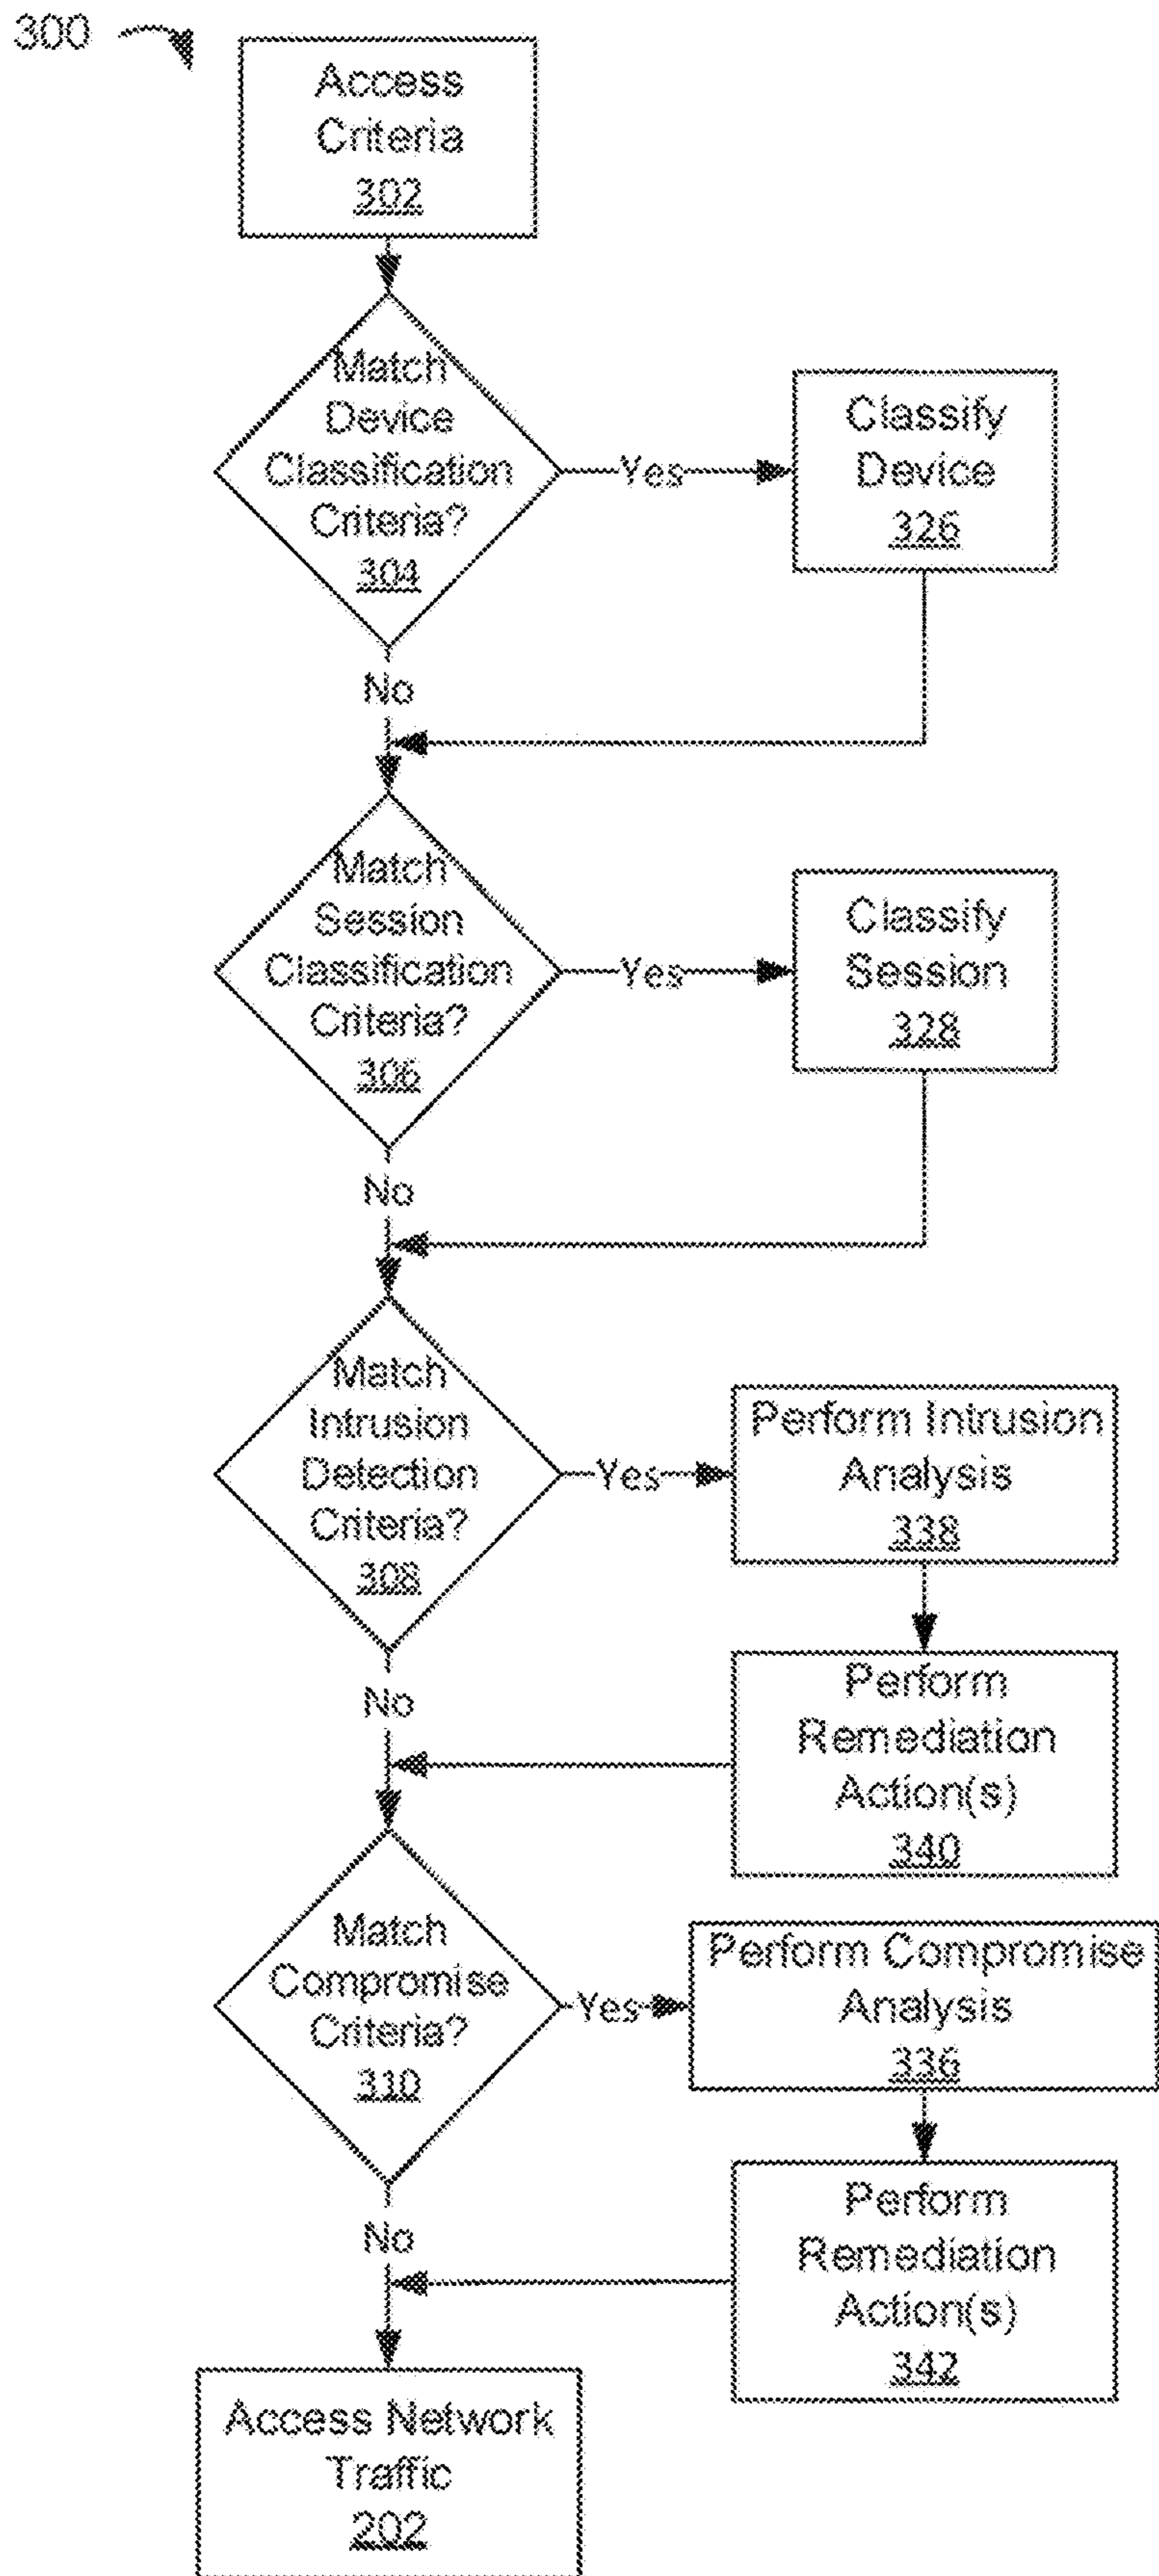 300
Access
Criteria
302
Match
Device
Classification
Criteria?
304
Yes
Classify
Device
326
No
Match
Session
Classification
Criteria?
306
Yes
Classify
Session
328
No
Match
Intrusion
Detection
Criteria?
308
Yes
Perform Intrusion
Analysis
338
No
Perform
Remediation
Action(s)
340
Match
Compromise
Criteria?
310
Yes
Perform Compromise
Analysis
336
No
Perform
Remediation
Action(s)
342
Access Network
Traffic
202